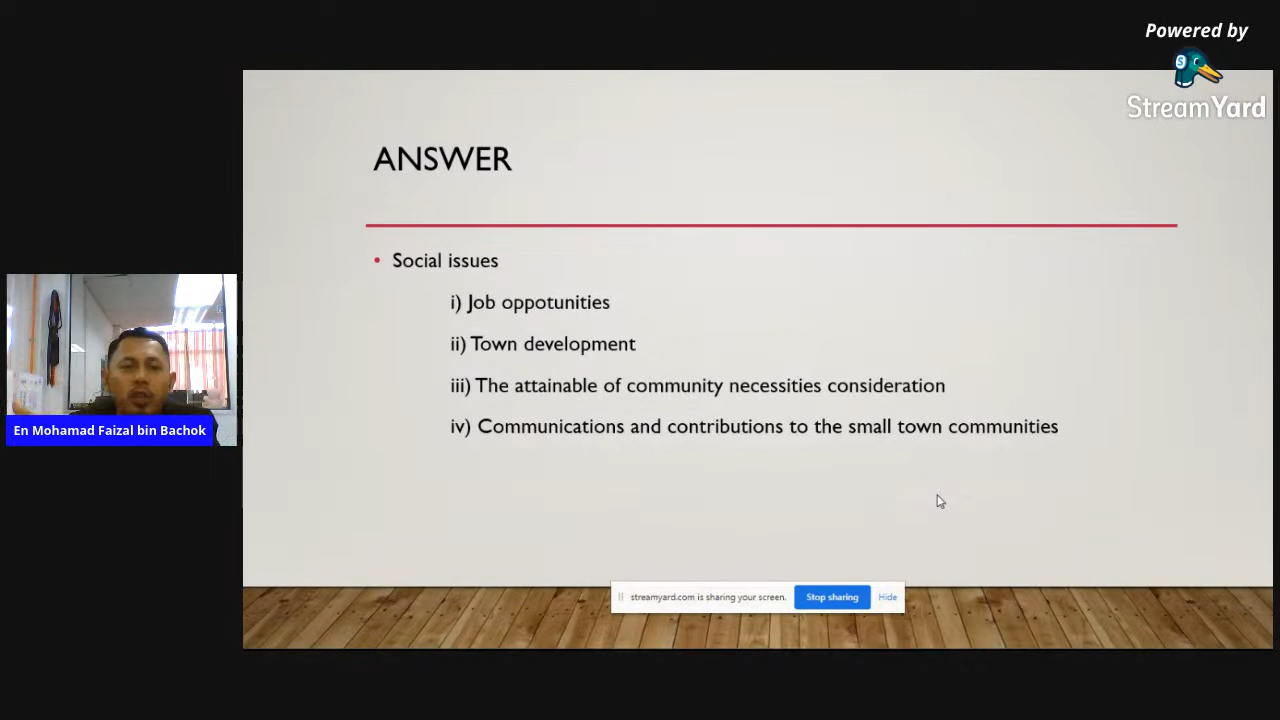 Powered by
StreamYard
ANSWER
• Social issues
i) Job oppotunities
ii) Town development
iii) The attainable of community necessities consideration
iv) Communications and contributions to the small town communities
En Mohamad Faizal bin Bachok
streamyard.com is sharing your screen.
Stop sharing
Hide